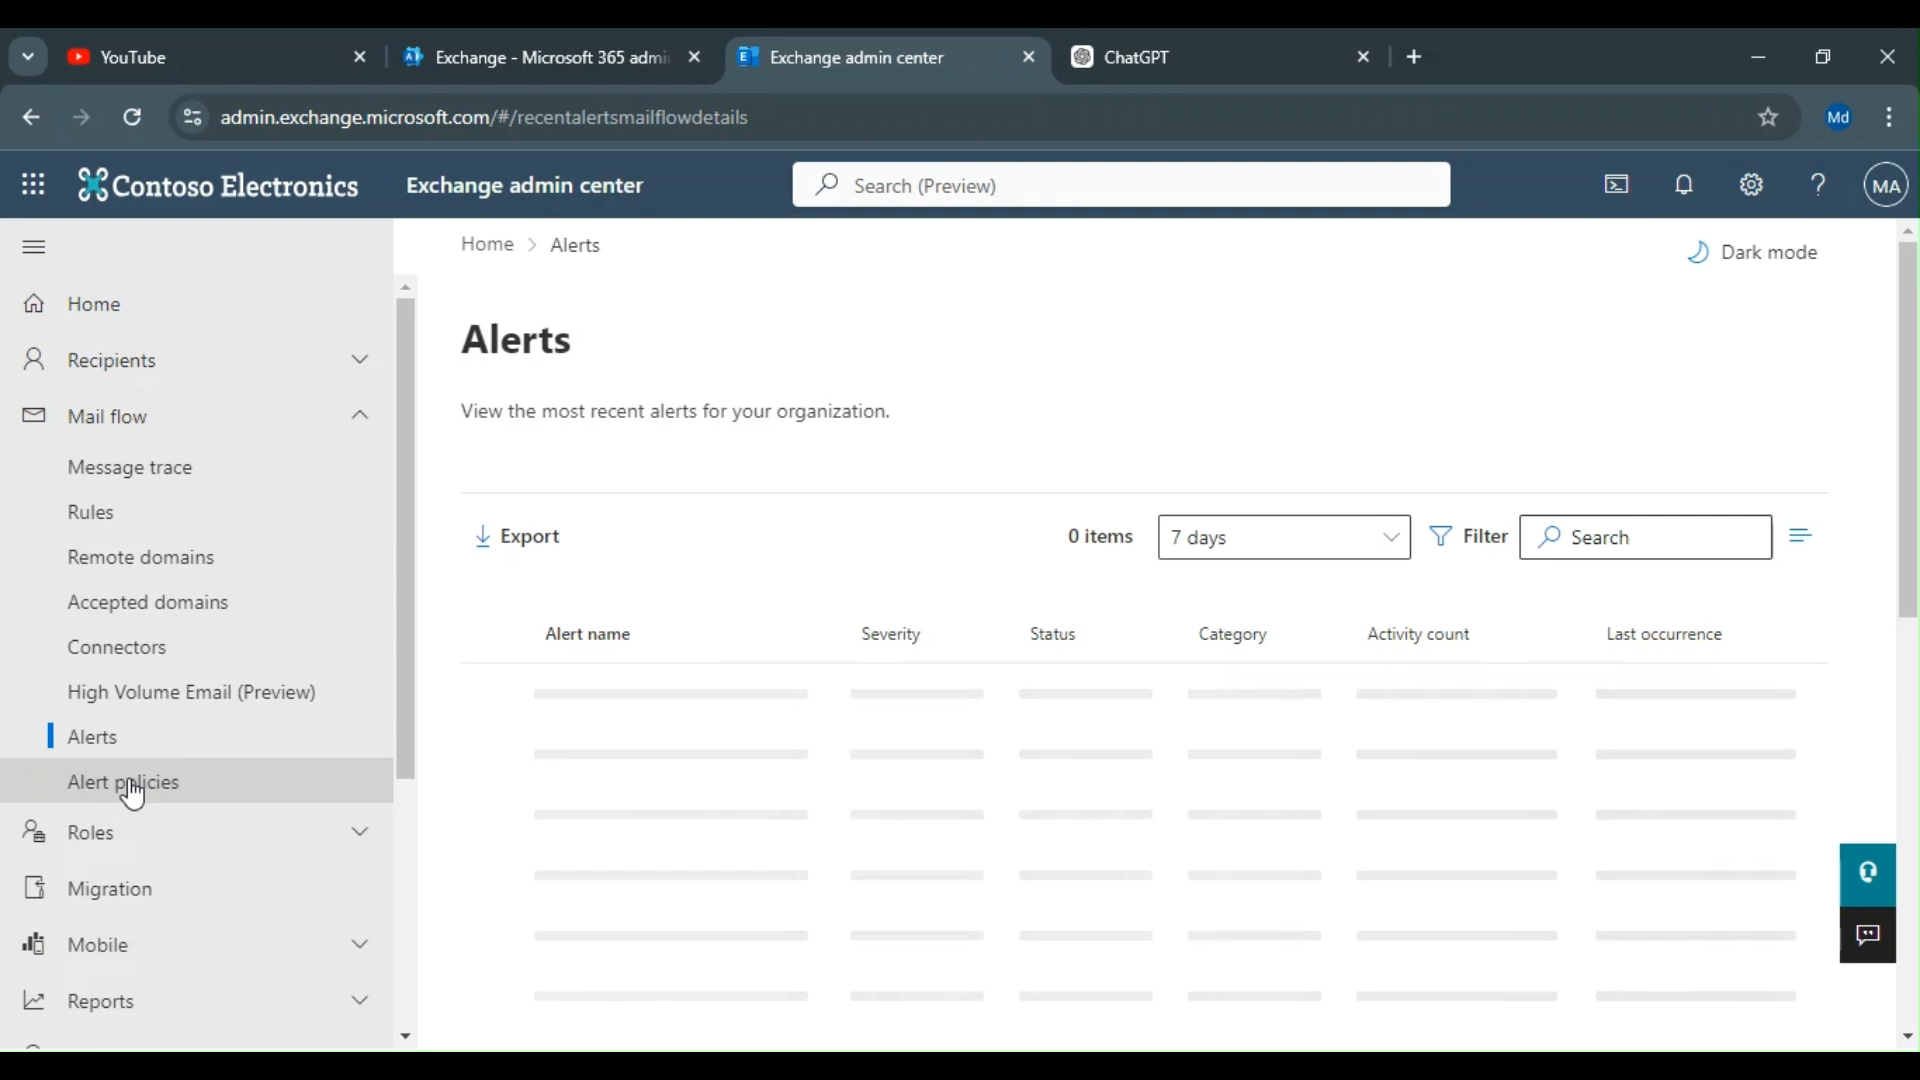 YouTube
Exchange - Microsoft 365 admi
Exchange admin center
ChatGPT
admin.exchange.microsoft.com/#/recentalertsmailflowdetails
Md
Contoso Electronics
Exchange admin center
Search (Preview)
MA
Home > Alerts
Dark mode
Home
Recipients
Mail flow
Message trace
Rules
Remote domains
Accepted domains
Connectors
High Volume Email (Preview)
Alerts
Alert policies
Roles
Migration
Mobile
Reports
Alerts
View the most recent alerts for your organization.
Export
0 items
7 days
Filter
Search
Alert name Severity Status Category Activity count Last occurrence